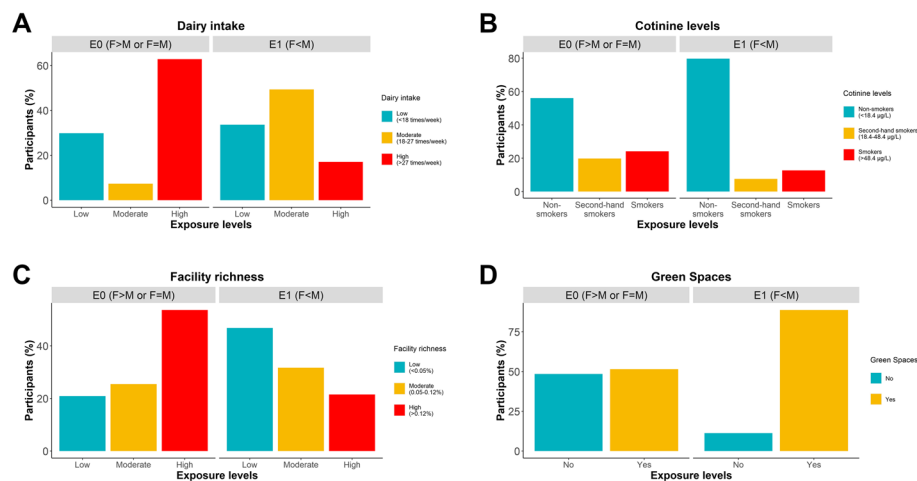 A
Dairy intake
E0 (F>M or F=M)
E1 (F<M)
Participants (%)
60
40
20
0
Low
Moderate
High
Low
Moderate
High
Exposure levels
Dairy intake
Low
(<18 times/week)
Moderate
(18-27 times/week)
High
(>27 times/week)
B
Cotinine levels
E0 (F>M or F=M)
E1 (F<M)
Participants (%)
80
60
40
20
0
Non-
smokers
Second-hand
smokers
Smokers
Non-
smokers
Second-hand
smokers
Smokers
Exposure levels
Cotinine levels
Non-smokers
(<18.4 µg/L)
Second-hand smokers
(18.4-48.4 µg/L)
Smokers
(>48.4 µg/L)
C
Facility richness
E0 (F>M or F=M)
E1 (F<M)
Participants (%)
40
20
0
Low
Moderate
High
Low
Moderate
High
Exposure levels
Facility richness
Low
(<0.05%)
Moderate
(0.05-0.12%)
High
(>0.12%)
D
Green Spaces
E0 (F>M or F=M)
E1 (F<M)
Participants (%)
75
50
25
0
No
Yes
No
Yes
Exposure levels
Green Spaces
No
Yes